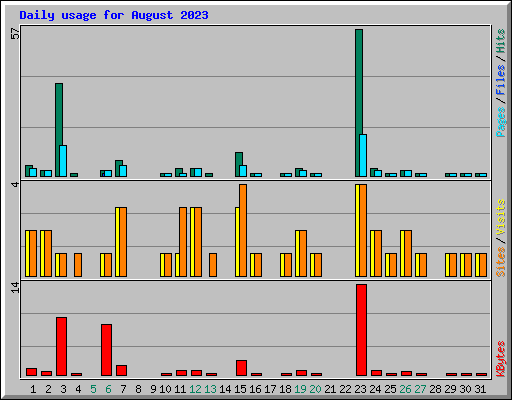 Daily usage for August 2023
57
4
14
Pages / Files / Hits
Sites / Visits
KBytes
1 2 3 4 5 6 7 8 9 10 11 12 13 14 15 16 17 18 19 20 21 22 23 24 25 26 27 28 29 30 31